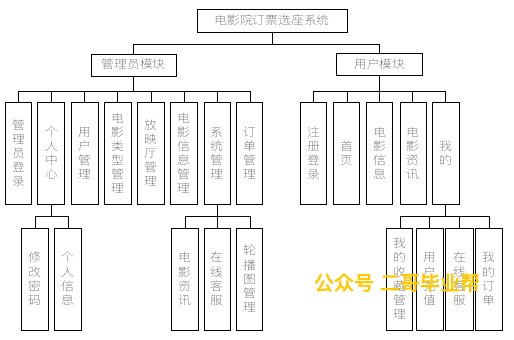 电影院订票选座系统
管理员模块
用户模块
管理员登录
个人中心
用户管理
电影类型管理
放映厅管理
电影信息管理
系统管理
订单管理
注册登录
首页
电影信息
电影资讯
我的
修改密码
个人信息
电影资讯
在线客服
轮播图管理
我的收藏管理
用户充值
在线客服
我的订单
公众号 二哥毕业帮